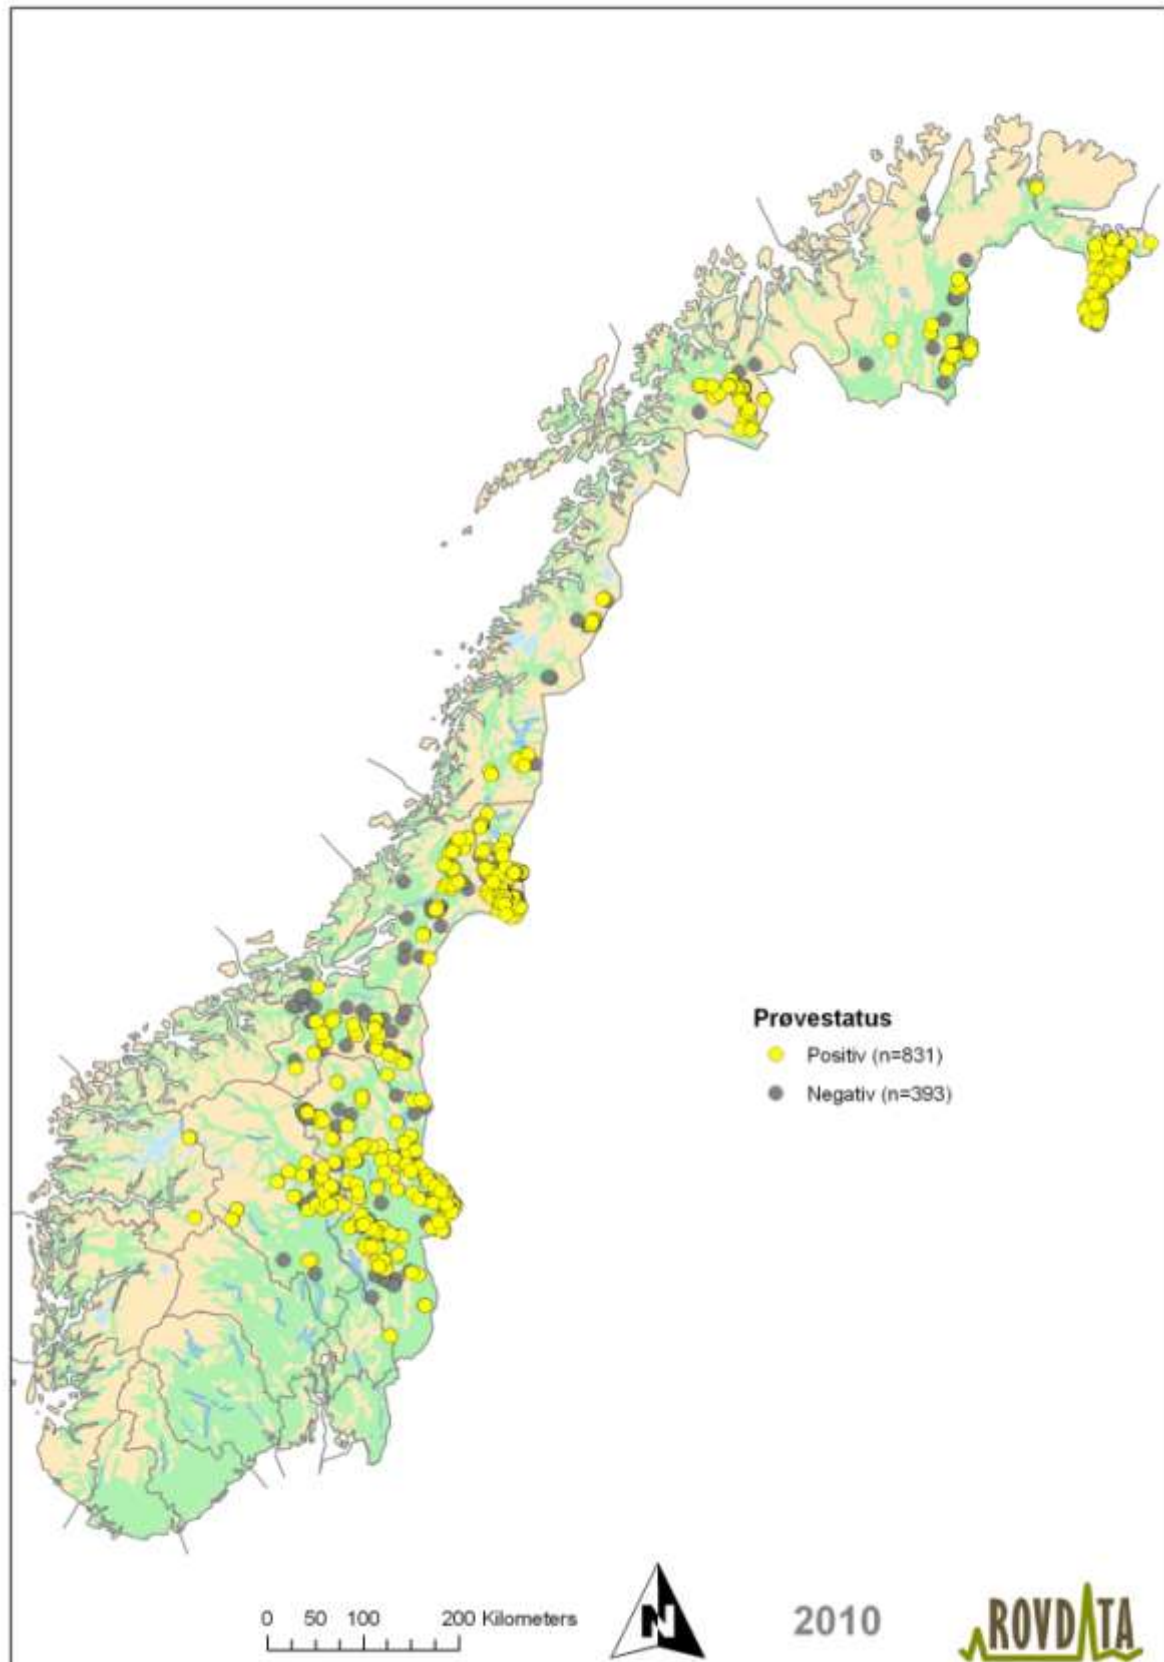 Prøvestatus
Positiv (n=831)
Negativ (n=393)
0 50 100 200 Kilometers
N
2010
ROVDATA